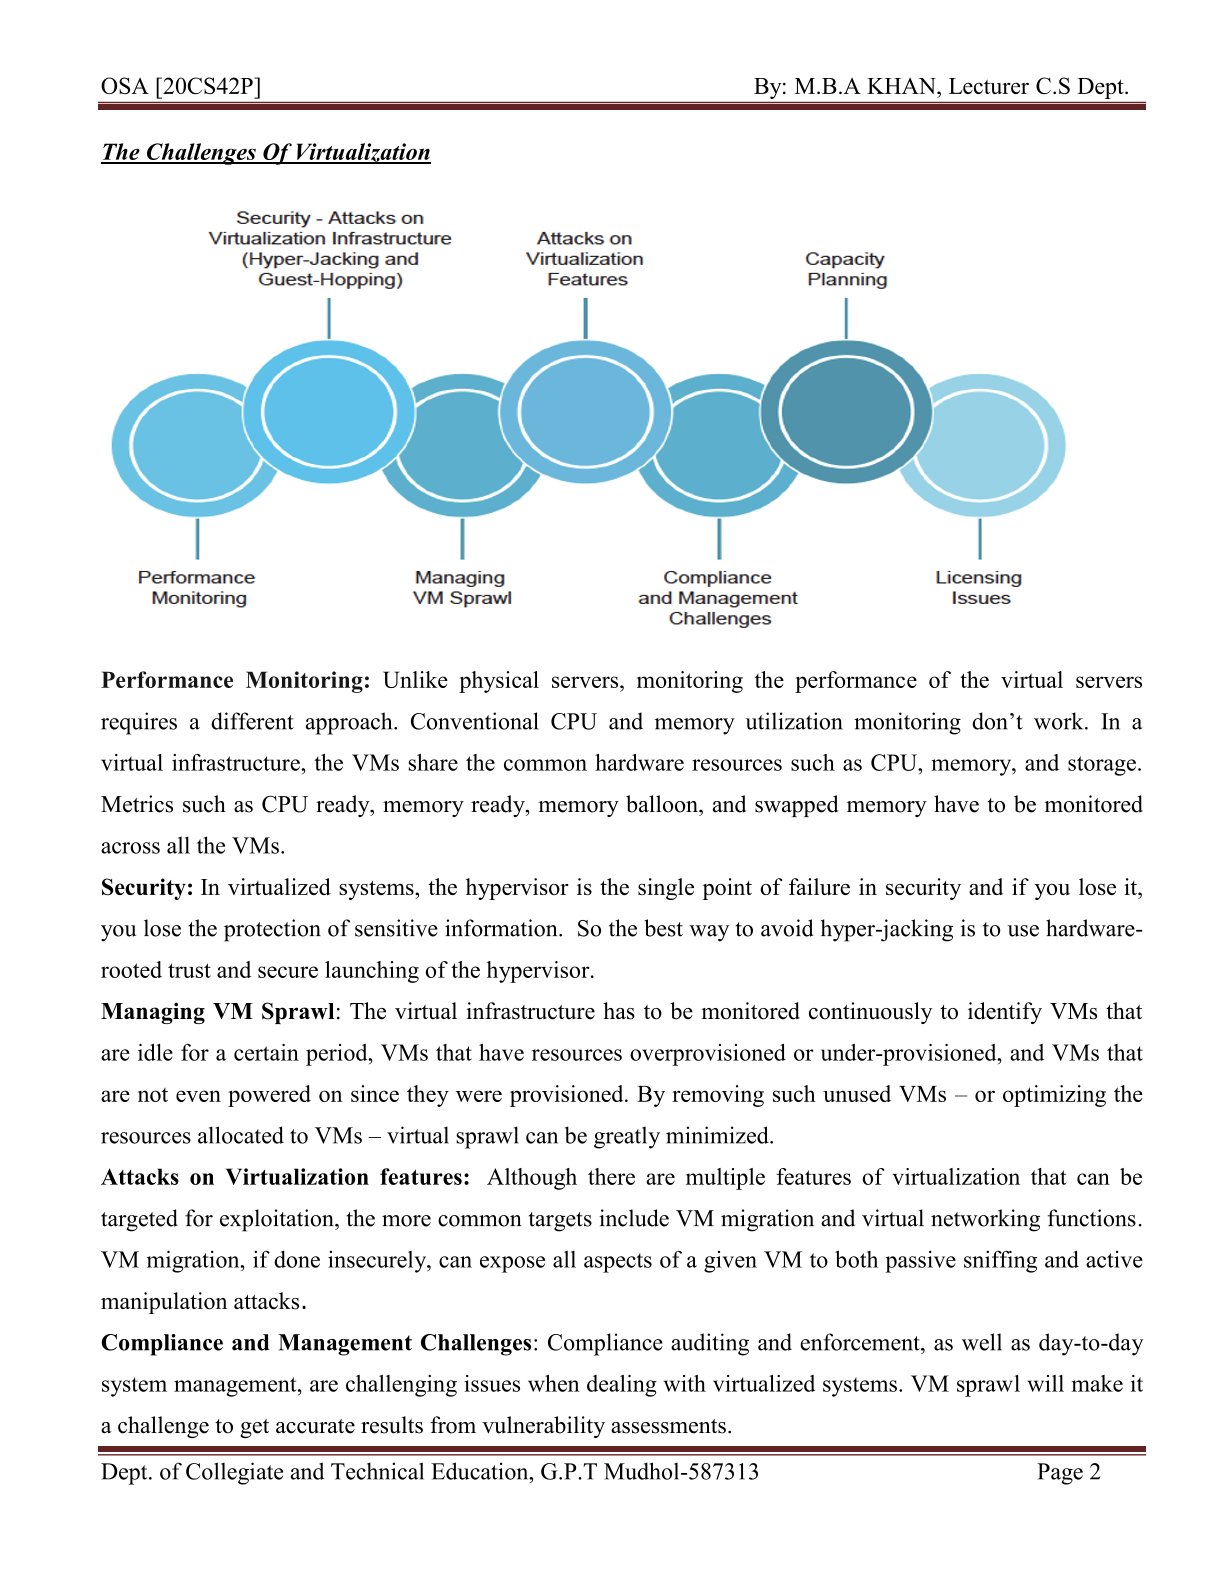 OSA [20CS42P] By: M.B.A KHAN, Lecturer C.S Dept.
The Challenges Of Virtualization
Security - Attacks on
Virtualization Infrastructure
(Hyper-Jacking and
Guest-Hopping)
Attacks on
Virtualization
Features
Capacity
Planning
Performance
Monitoring
Managing
VM Sprawl
Compliance
and Management
Challenges
Licensing
Issues
Performance Monitoring: Unlike physical servers, monitoring the performance of the virtual servers
requires a different approach. Conventional CPU and memory utilization monitoring don’t work. In a
virtual infrastructure, the VMs share the common hardware resources such as CPU, memory, and storage.
Metrics such as CPU ready, memory ready, memory balloon, and swapped memory have to be monitored
across all the VMs.
Security: In virtualized systems, the hypervisor is the single point of failure in security and if you lose it,
you lose the protection of sensitive information. So the best way to avoid hyper-jacking is to use hardware-
rooted trust and secure launching of the hypervisor.
Managing VM Sprawl: The virtual infrastructure has to be monitored continuously to identify VMs that
are idle for a certain period, VMs that have resources overprovisioned or under-provisioned, and VMs that
are not even powered on since they were provisioned. By removing such unused VMs – or optimizing the
resources allocated to VMs – virtual sprawl can be greatly minimized.
Attacks on Virtualization features: Although there are multiple features of virtualization that can be
targeted for exploitation, the more common targets include VM migration and virtual networking functions.
VM migration, if done insecurely, can expose all aspects of a given VM to both passive sniffing and active
manipulation attacks.
Compliance and Management Challenges: Compliance auditing and enforcement, as well as day-to-day
system management, are challenging issues when dealing with virtualized systems. VM sprawl will make it
a challenge to get accurate results from vulnerability assessments.
Dept. of Collegiate and Technical Education, G.P.T Mudhol-587313 Page 2